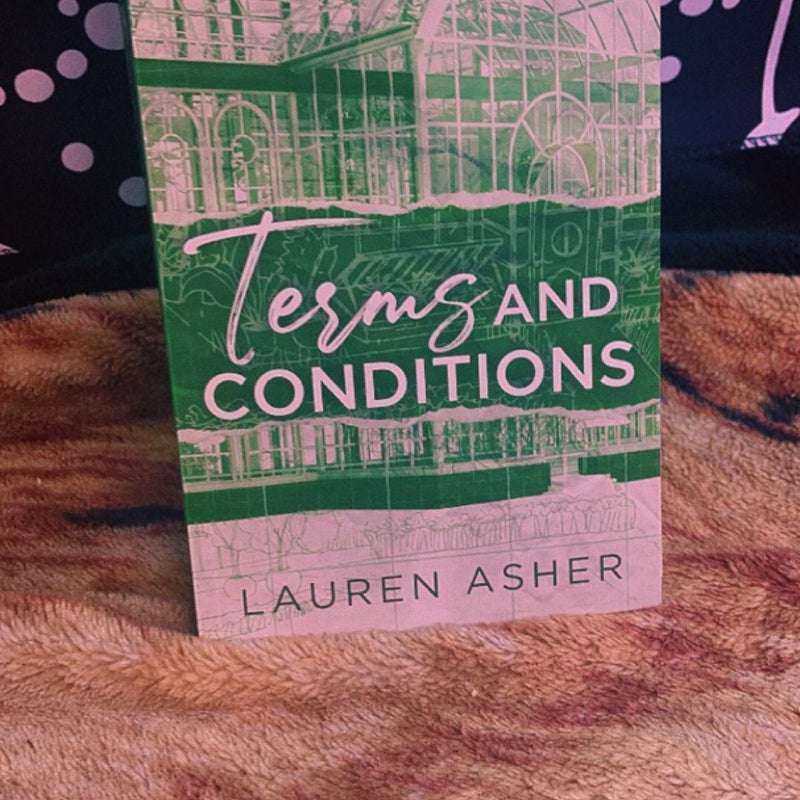 Terms AND
CONDITIONS
LAUREN ASHER